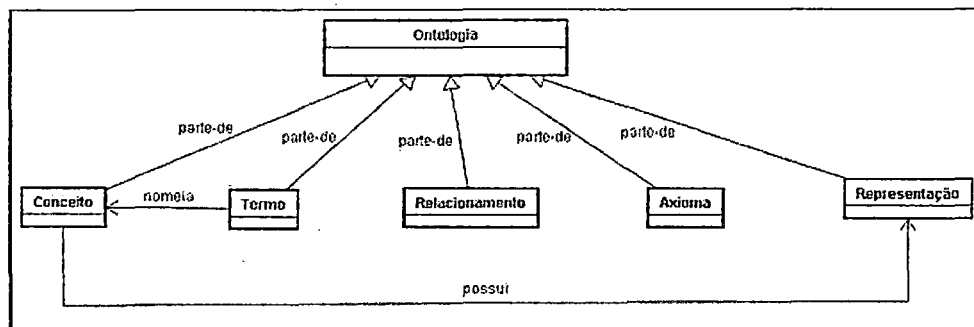 Ontologia
parte-de
parte-de
parte-de
parte-de
parte-de
Conceito
nomeia
Termo
Relacionamento
Axioma
Representação
possui